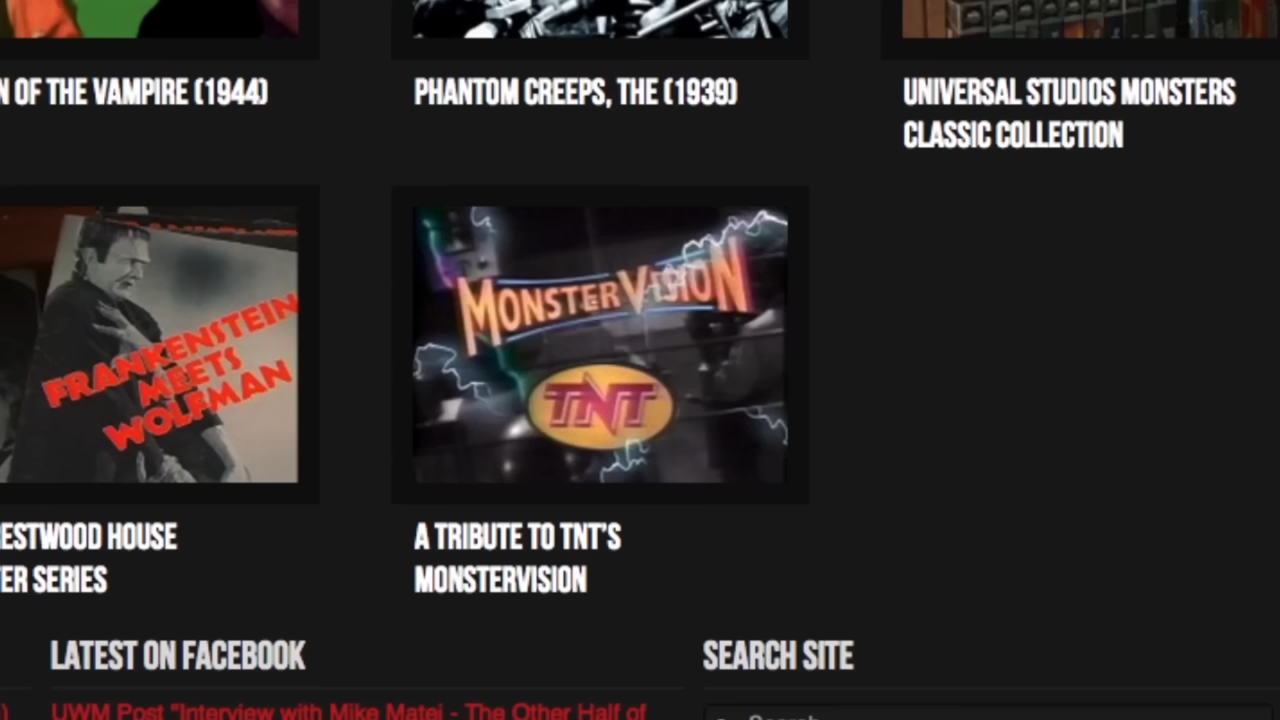 N OF THE VAMPIRE (1944)
PHANTOM CREEPS, THE (1939)
UNIVERSAL STUDIOS MONSTERS
CLASSIC COLLECTION
FRANKENSTEIN
MEETS
WOLFMAN
MONSTERVISION
TNT
ESTWOOD HOUSE
ER SERIES
A TRIBUTE TO TNT'S
MONSTERVISION
LATEST ON FACEBOOK
SEARCH SITE
UWM Post "Interview with Mike Matei - The Other Half of
Search